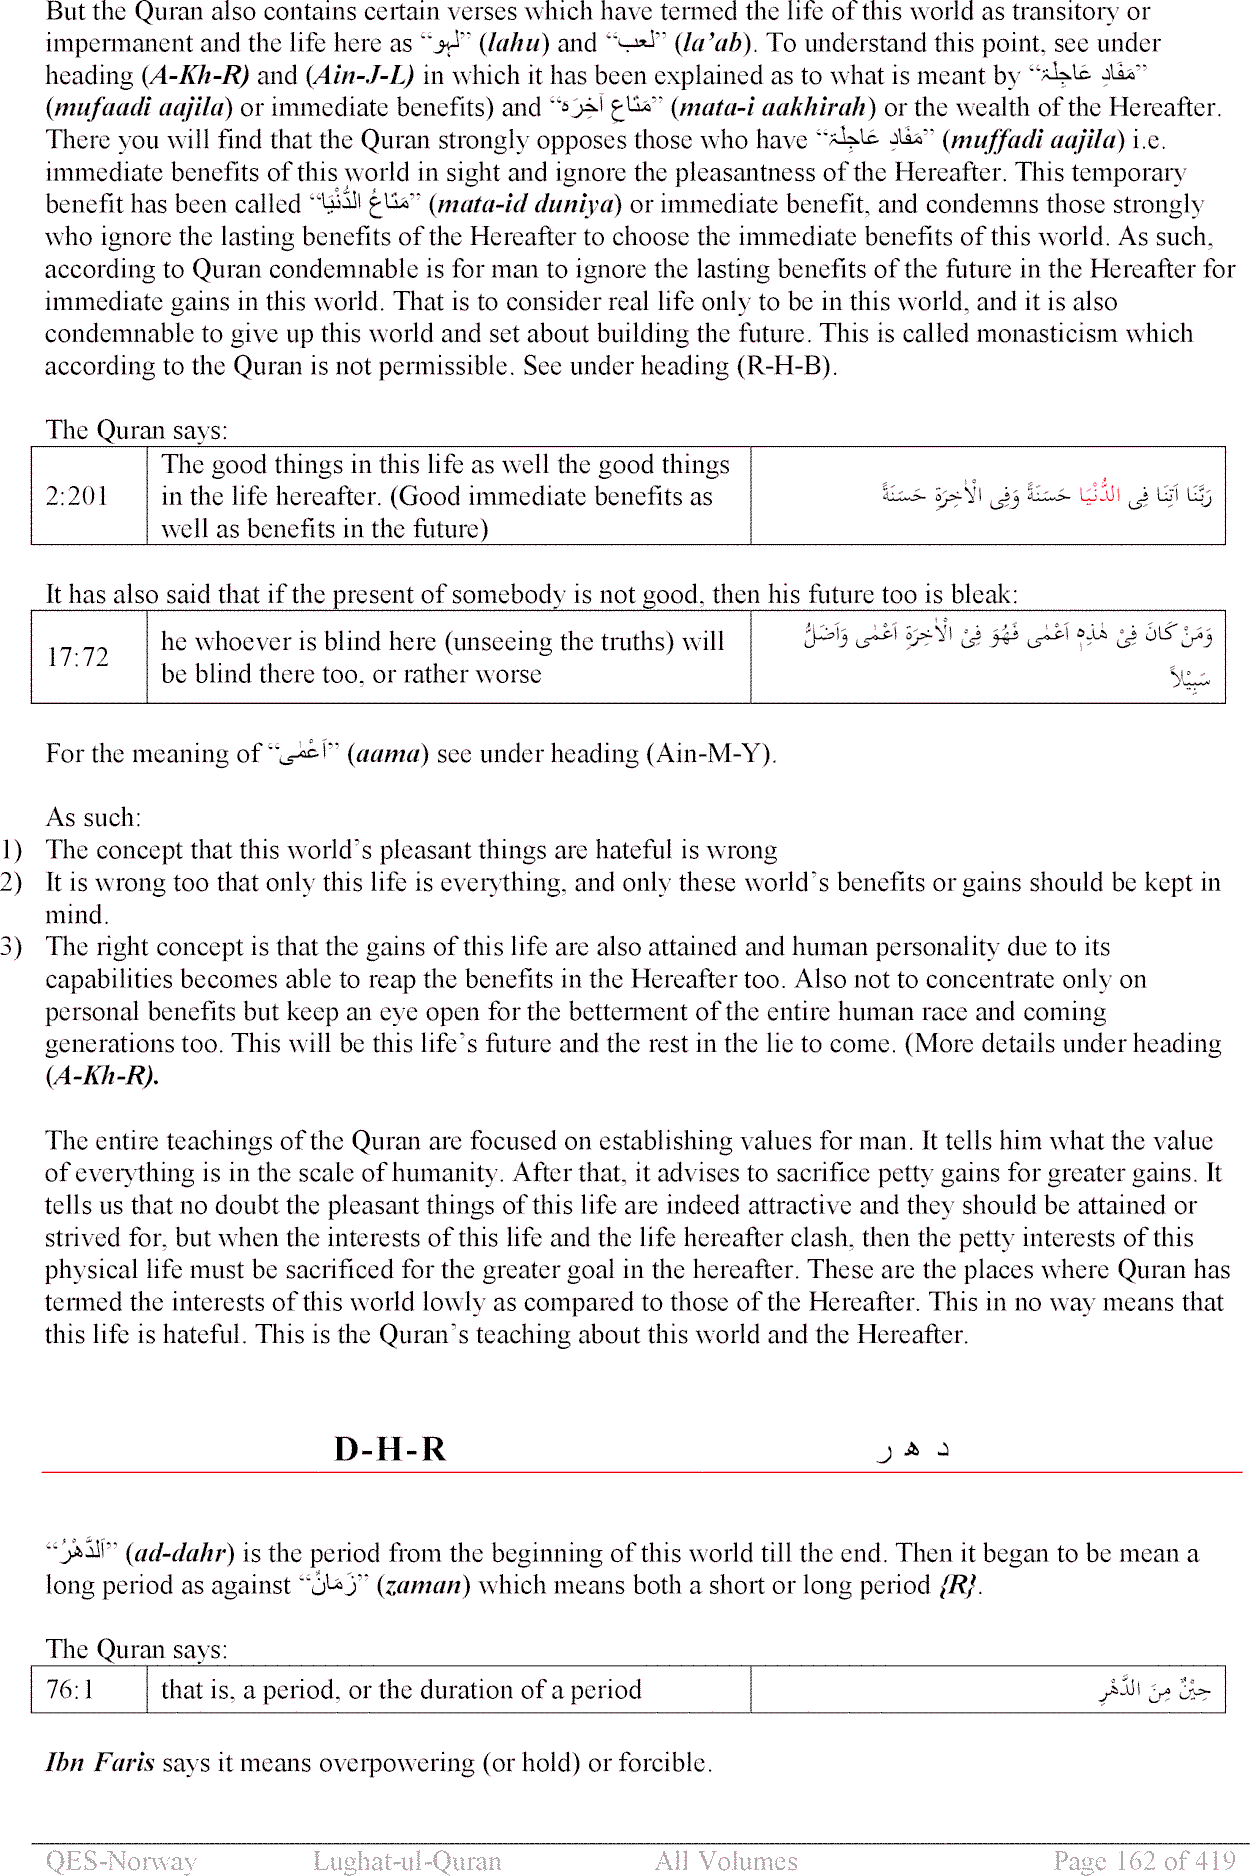 But the Quran also contains certain verses which have termed the life of this world as transitory or
impermanent and the life here as “لہو” (lahu) and “لعب” (la’ab). To understand this point, see under
heading (A-Kh-R) and (Ain-J-L) in which it has been explained as to what is meant by “مَفَادِ عَاجِلْہ”
(mufaadi aajila) or immediate benefits) and “مَتَاعِ آخِرَہ” (mata-i aakhirah) or the wealth of the Hereafter.
There you will find that the Quran strongly opposes those who have “مَفَادِ عَاجِلْہ” (muffadi aajila) i.e.
immediate benefits of this world in sight and ignore the pleasantness of the Hereafter. This temporary
benefit has been called “مَتَاعُ الدُّنْیَا” (mata-id duniya) or immediate benefit, and condemns those strongly
who ignore the lasting benefits of the Hereafter to choose the immediate benefits of this world. As such,
according to Quran condemnable is for man to ignore the lasting benefits of the future in the Hereafter for
immediate gains in this world. That is to consider real life only to be in this world, and it is also
condemnable to give up this world and set about building the future. This is called monasticism which
according to the Quran is not permissible. See under heading (R-H-B).
The Quran says:
2:201 The good things in this life as well the good things in the life hereafter. (Good immediate benefits as well as benefits in the future) رَبَّنَا اٰتِنَا فِی الدُّنْیَا حَسَنَةً وَفِی الْاٰخِرَةِ حَسَنَةً
It has also said that if the present of somebody is not good, then his future too is bleak:
17:72 he whoever is blind here (unseeing the truths) will be blind there too, or rather worse وَمَنْ كَانَ فِیْ ھٰذِہٖ اَعْمٰی فَھُوَ فِیْ الْاٰخِرَةِ اَعْمٰی وَاَضَلُّ سَبِیْلاً
For the meaning of “اَعْمٰی” (aama) see under heading (Ain-M-Y).
As such:
1) The concept that this world’s pleasant things are hateful is wrong
2) It is wrong too that only this life is everything, and only these world’s benefits or gains should be kept in
mind.
3) The right concept is that the gains of this life are also attained and human personality due to its
capabilities becomes able to reap the benefits in the Hereafter too. Also not to concentrate only on
personal benefits but keep an eye open for the betterment of the entire human race and coming
generations too. This will be this life’s future and the rest in the lie to come. (More details under heading
(A-Kh-R).
The entire teachings of the Quran are focused on establishing values for man. It tells him what the value
of everything is in the scale of humanity. After that, it advises to sacrifice petty gains for greater gains. It
tells us that no doubt the pleasant things of this life are indeed attractive and they should be attained or
strived for, but when the interests of this life and the life hereafter clash, then the petty interests of this
physical life must be sacrificed for the greater goal in the hereafter. These are the places where Quran has
termed the interests of this world lowly as compared to those of the Hereafter. This in no way means that
this life is hateful. This is the Quran’s teaching about this world and the Hereafter.
D-H-R د ھ ر
“اَلدَّھْرُ” (ad-dahr) is the period from the beginning of this world till the end. Then it began to be mean a
long period as against “زَمَانٌ” (zaman) which means both a short or long period {R}.
The Quran says:
76:1 that is, a period, or the duration of a period حِیْنٌ مِنَ الدَّھْرِ
Ibn Faris says it means overpowering (or hold) or forcible.
QES-Norway Lughat-ul-Quran All Volumes Page 162 of 419